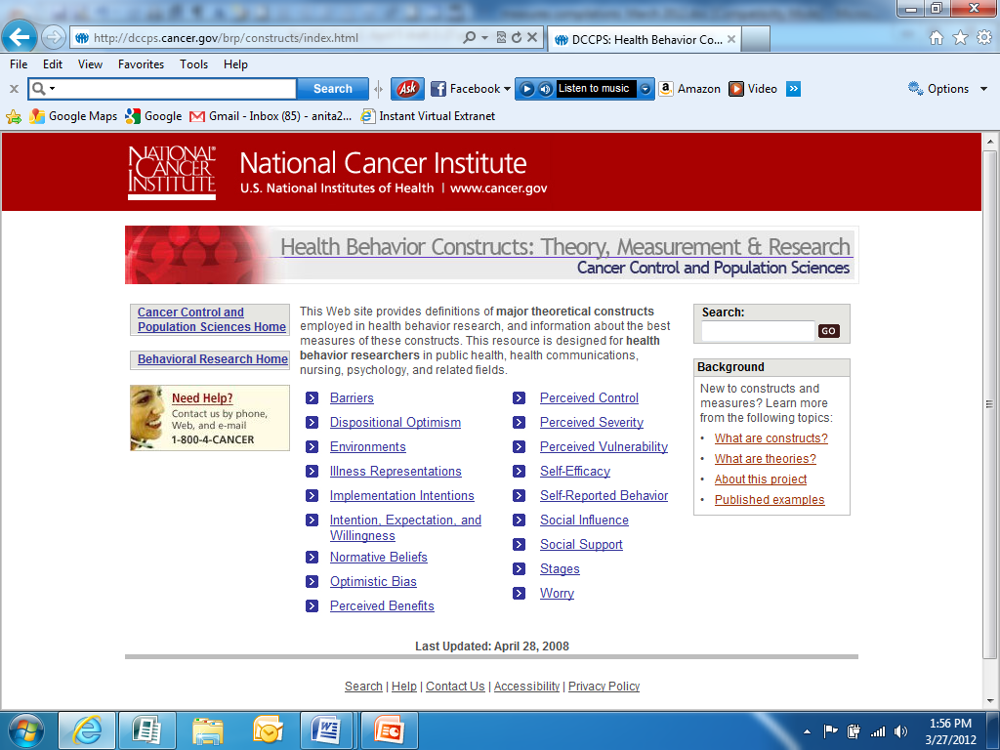 http://dccps.cancer.gov/brp/constructs/index.html
DCCPS: Health Behavior Co...
File Edit View Favorites Tools Help
Search Ask Facebook Listen to music a Amazon Video Options
Google Maps Google Gmail - Inbox (85) - anita2... Instant Virtual Extranet
NATIONAL CANCER INSTITUTE
National Cancer Institute
U.S. National Institutes of Health | www.cancer.gov
Health Behavior Constructs: Theory, Measurement & Research
Cancer Control and Population Sciences
Cancer Control and
Population Sciences Home
Behavioral Research Home
Need Help?
Contact us by phone,
Web, and e-mail
1-800-4-CANCER
This Web site provides definitions of major theoretical constructs
employed in health behavior research, and information about the best
measures of these constructs. This resource is designed for health
behavior researchers in public health, health communications,
nursing, psychology, and related fields.
Barriers
Dispositional Optimism
Environments
Illness Representations
Implementation Intentions
Intention, Expectation, and
Willingness
Normative Beliefs
Optimistic Bias
Perceived Benefits
Perceived Control
Perceived Severity
Perceived Vulnerability
Self-Efficacy
Self-Reported Behavior
Social Influence
Social Support
Stages
Worry
Search:
GO
Background
New to constructs and
measures? Learn more
from the following topics:
• What are constructs?
• What are theories?
• About this project
• Published examples
Last Updated: April 28, 2008
Search | Help | Contact Us | Accessibility | Privacy Policy
1:56 PM
3/27/2012